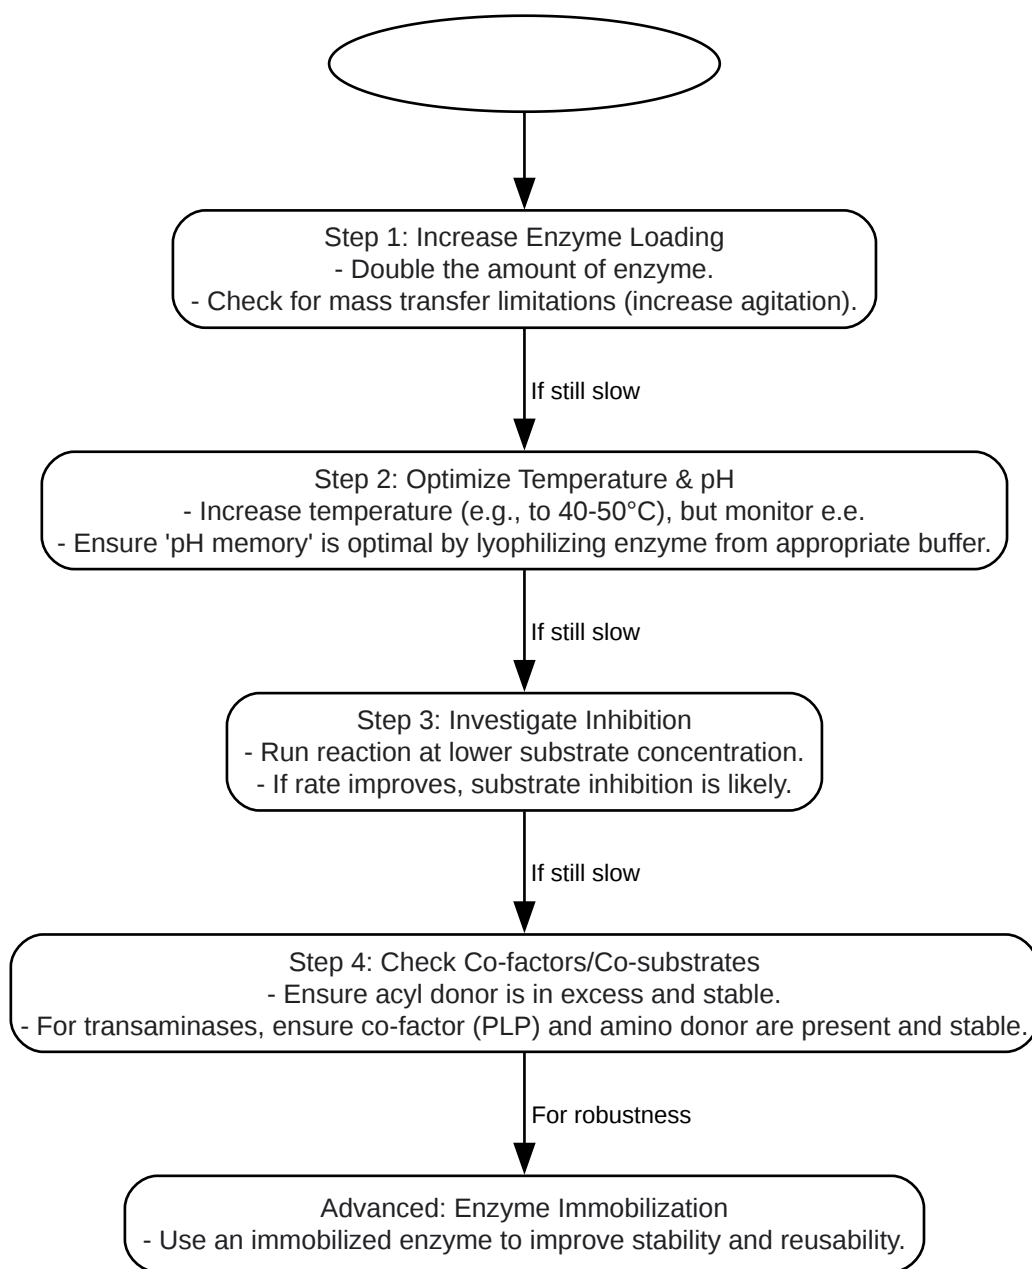 Step 1: Increase Enzyme Loading
- Double the amount of enzyme.
- Check for mass transfer limitations (increase agitation).
If still slow
Step 2: Optimize Temperature & pH
- Increase temperature (e.g., to 40-50°C), but monitor e.e.
- Ensure 'pH memory' is optimal by lyophilizing enzyme from appropriate buffer.
If still slow
Step 3: Investigate Inhibition
- Run reaction at lower substrate concentration.
- If rate improves, substrate inhibition is likely.
If still slow
Step 4: Check Co-factors/Co-substrates
- Ensure acyl donor is in excess and stable.
- For transaminases, ensure co-factor (PLP) and amino donor are present and stable.
For robustness
Advanced: Enzyme Immobilization
- Use an immobilized enzyme to improve stability and reusability.